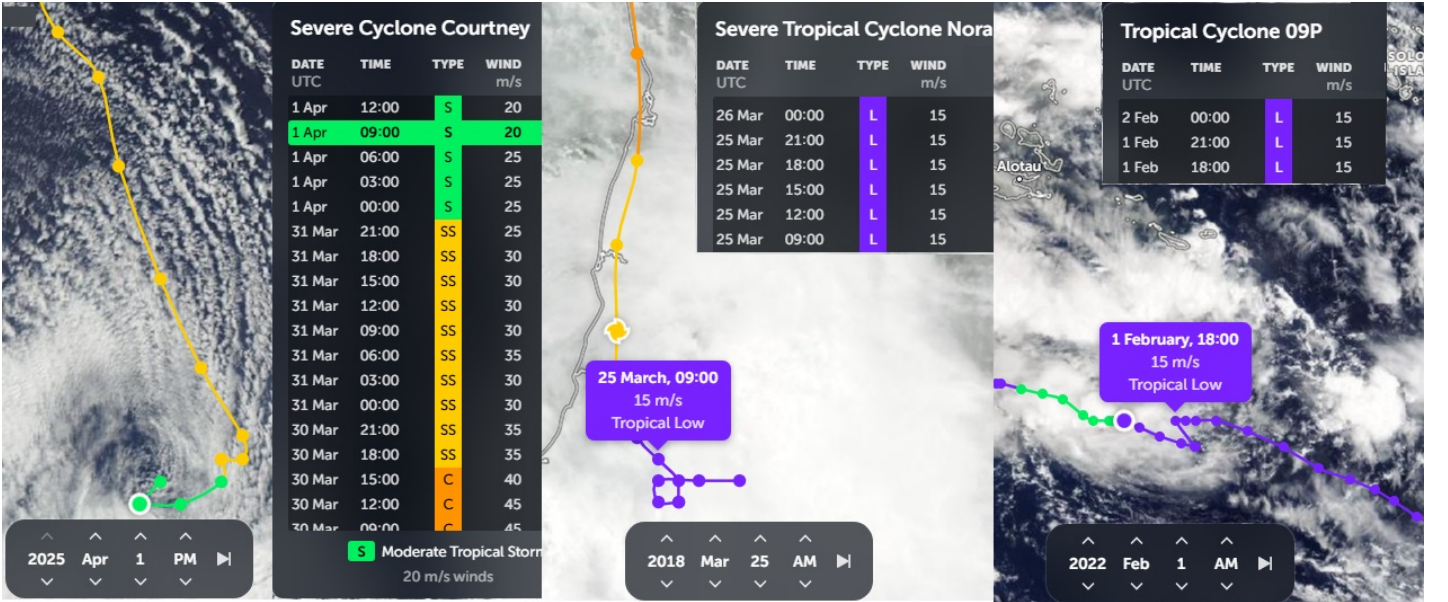 Severe Cyclone Courtney
DATE TIME TYPE WIND
UTC m/s
1 Apr 12:00 S 20
1 Apr 09:00 S 20
1 Apr 06:00 S 25
1 Apr 03:00 S 25
1 Apr 00:00 S 25
31 Mar 21:00 SS 25
31 Mar 18:00 SS 30
31 Mar 15:00 SS 30
31 Mar 12:00 SS 30
31 Mar 09:00 SS 30
31 Mar 06:00 SS 35
31 Mar 03:00 SS 30
31 Mar 00:00 SS 30
30 Mar 21:00 SS 35
30 Mar 18:00 SS 35
30 Mar 15:00 C 40
30 Mar 12:00 C 45
30 Mar 09:00 C 45
S Moderate Tropical Storm
20 m/s winds
2025 Apr 1 PM
Severe Tropical Cyclone Nora
DATE TIME TYPE WIND
UTC m/s
26 Mar 00:00 L 15
25 Mar 21:00 L 15
25 Mar 18:00 L 15
25 Mar 15:00 L 15
25 Mar 12:00 L 15
25 Mar 09:00 L 15
25 March, 09:00
15 m/s
Tropical Low
2018 Mar 25 AM
Tropical Cyclone 09P
DATE TIME TYPE WIND
UTC m/s
2 Feb 00:00 L 15
1 Feb 21:00 L 15
1 Feb 18:00 L 15
Alotau
1 February, 18:00
15 m/s
Tropical Low
2022 Feb 1 AM